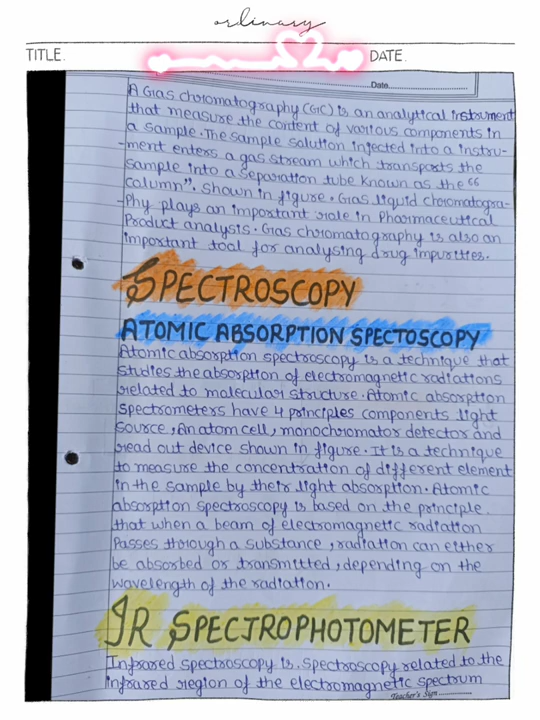 ordinary
TITLE. DATE.
Date
A Gas chromatography (GC) is an analytical instrument
that measure the content of various components in
a sample. The sample solution injected into a instru-
-ment enters a gas stream which transports the
sample into a separation tube known as the "
column". Shown in figure. Gas liquid chromatogra-
-Phy plays an important role in Pharmaceutical
Product analysis. Gas chromatography is also an
important tool for analysing drug impurities.
SPECTROSCOPY
ATOMIC ABSORPTION SPECTOSCOPY
Atomic absorption spectroscopy is a technique that
studies the absorption of electromagnetic radiations
related to molecular structure. Atomic absorption
spectrometers have 4 principles components light
source, An atom cell, monochromator detector and
read out device shown in figure. It is a technique
to measure the concentration of different element
in the sample by their light absorption. Atomic
absorption spectroscopy is based on the principle.
that when a beam of electromagnetic radiation
Passes through a substance, radiation can either
be absorbed or transmitted, depending on the
wavelength of the radiation.
IR SPECTROPHOTOMETER
Infrared spectroscopy is. Spectroscopy related to the
infrared region of the electromagnetic spectrum
Teacher's Sign